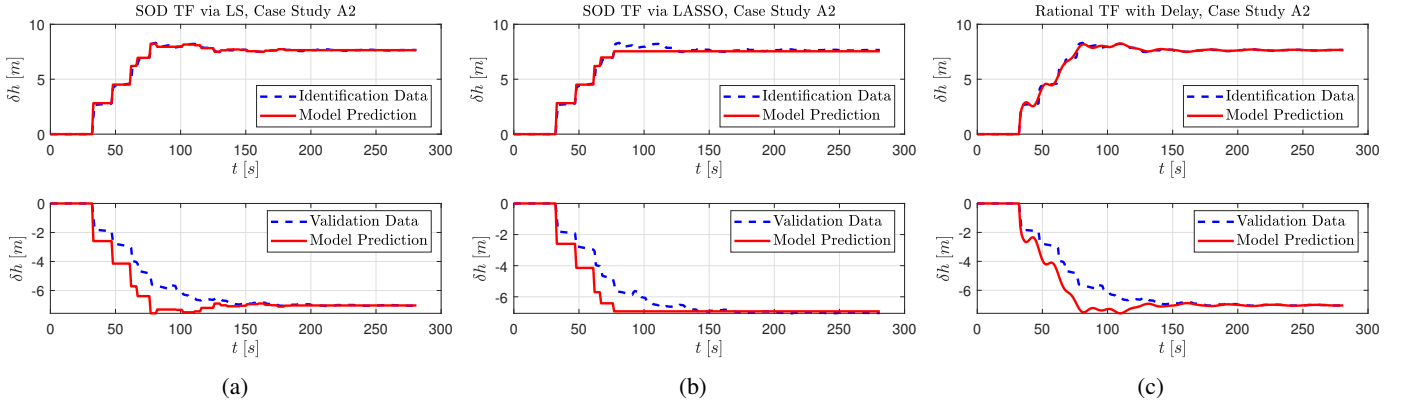 SOD TF via LS, Case Study A2
10
5
0
δh [m]
Identification Data
Model Prediction
0 50 100 150 200 250 300
t [s]
0
-2
-4
-6
δh [m]
Validation Data
Model Prediction
0 50 100 150 200 250 300
t [s]
(a)
SOD TF via LASSO, Case Study A2
10
5
0
δh [m]
Identification Data
Model Prediction
0 50 100 150 200 250 300
t [s]
0
-2
-4
-6
δh [m]
Validation Data
Model Prediction
0 50 100 150 200 250 300
t [s]
(b)
Rational TF with Delay, Case Study A2
10
5
0
δh [m]
Identification Data
Model Prediction
0 50 100 150 200 250 300
t [s]
0
-2
-4
-6
δh [m]
Validation Data
Model Prediction
0 50 100 150 200 250 300
t [s]
(c)